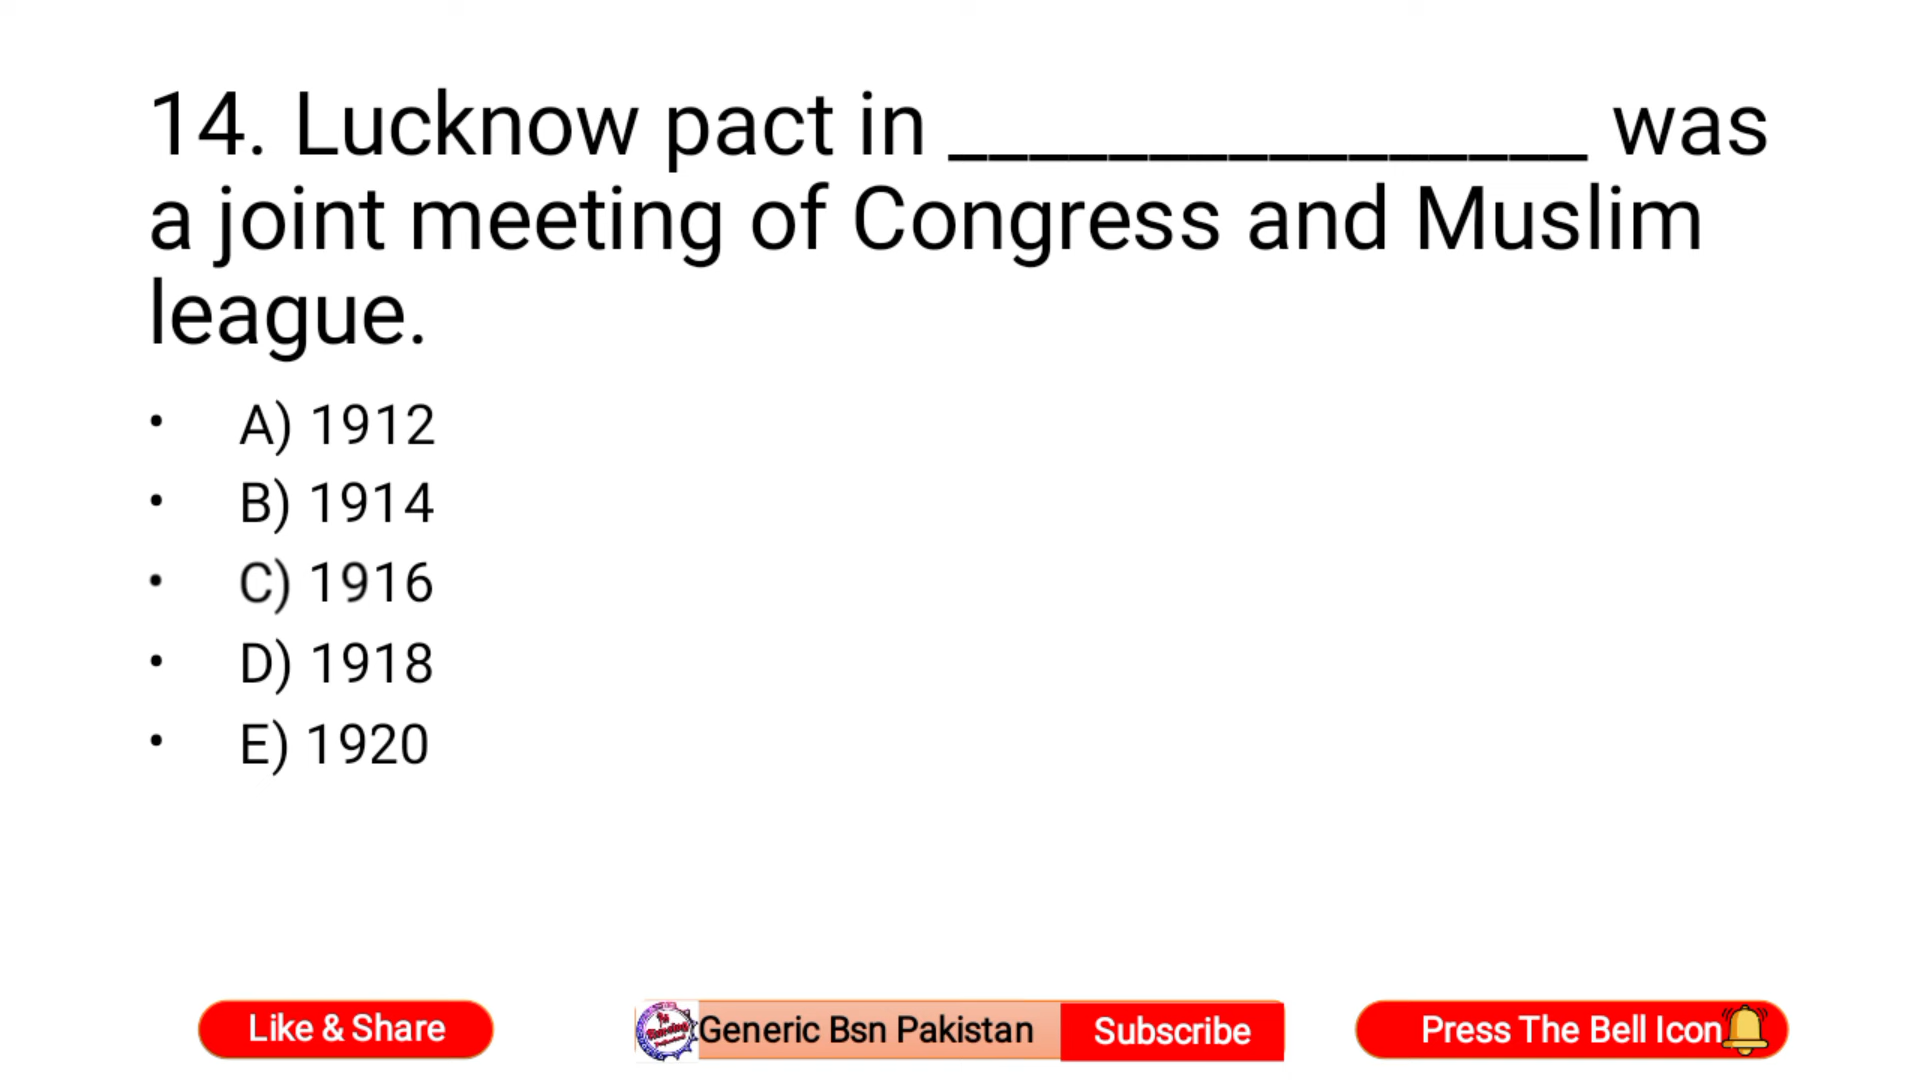 14. Lucknow pact in ________________ was
a joint meeting of Congress and Muslim
league.
• A) 1912
• B) 1914
• C) 1916
• D) 1918
• E) 1920
Like & Share
Generic Bsn Pakistan
Subscribe
Press The Bell Icon